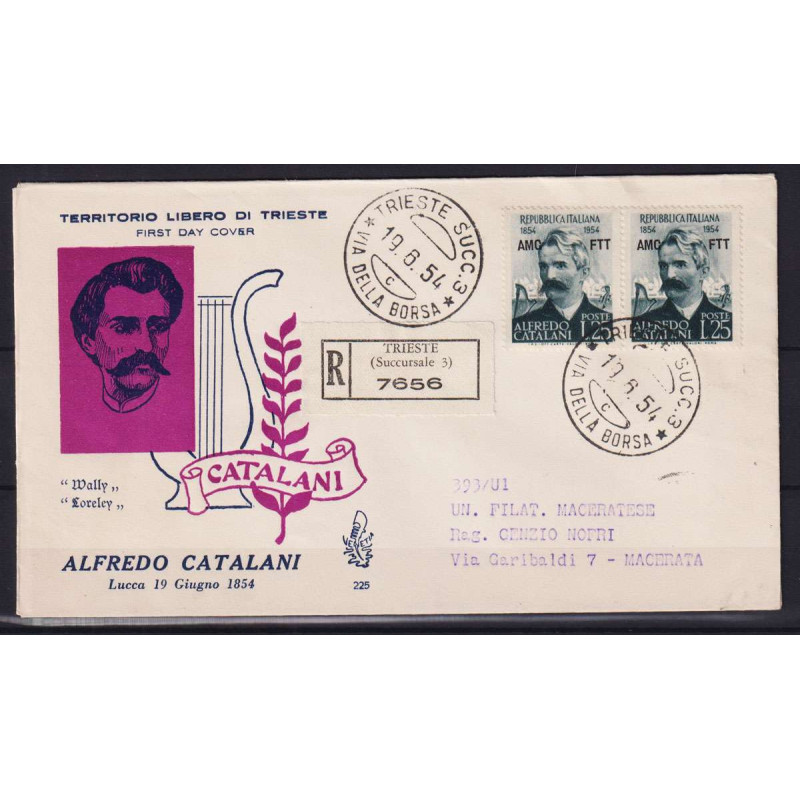 TERRITORIO LIBERO DI TRIESTE
FIRST DAY COVER
TRIESTE SUCC.3
19.6.54
C
★ VIA DELLA BORSA ★
REPUBBLICA ITALIANA
1854 1954
AMG FTT
POSTE
ALFREDO
CATALANI L.25
REPUBBLICA ITALIANA
1854 1954
AMG FTT
POSTE
ALFREDO
CATALANI L.25
TRIESTE SUCC.3
19.6.54
C
VIA DELLA BORSA ★
R
TRIESTE
(Succursale 3)
7656
CATALANI
"Wally„
"Loreley„
ALFREDO CATALANI
Lucca 19 Giugno 1854
225
393/U1
UN. FILAT. MACERATESE
Rag. GENZIO NOFRI
Via Garibaldi 7 - MACERATA